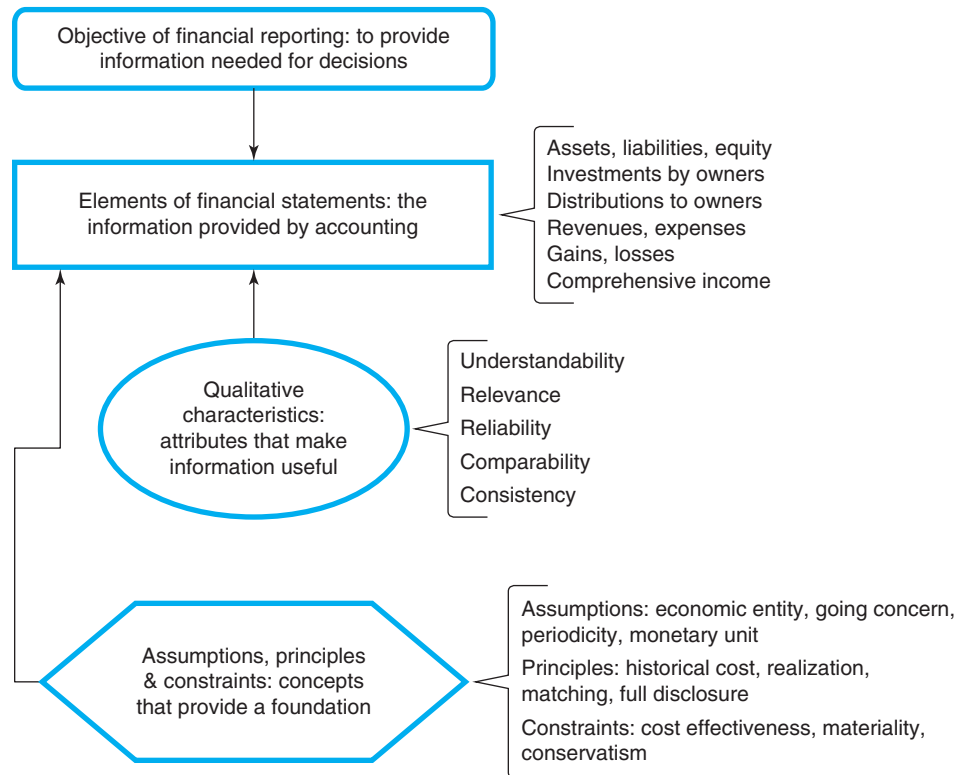 Objective of financial reporting: to provide
information needed for decisions
Elements of financial statements: the
information provided by accounting
Assets, liabilities, equity
Investments by owners
Distributions to owners
Revenues, expenses
Gains, losses
Comprehensive income
Qualitative
characteristics:
attributes that make
information useful
Understandability
Relevance
Reliability
Comparability
Consistency
Assumptions, principles
& constraints: concepts
that provide a foundation
Assumptions: economic entity, going concern,
periodicity, monetary unit
Principles: historical cost, realization,
matching, full disclosure
Constraints: cost effectiveness, materiality,
conservatism